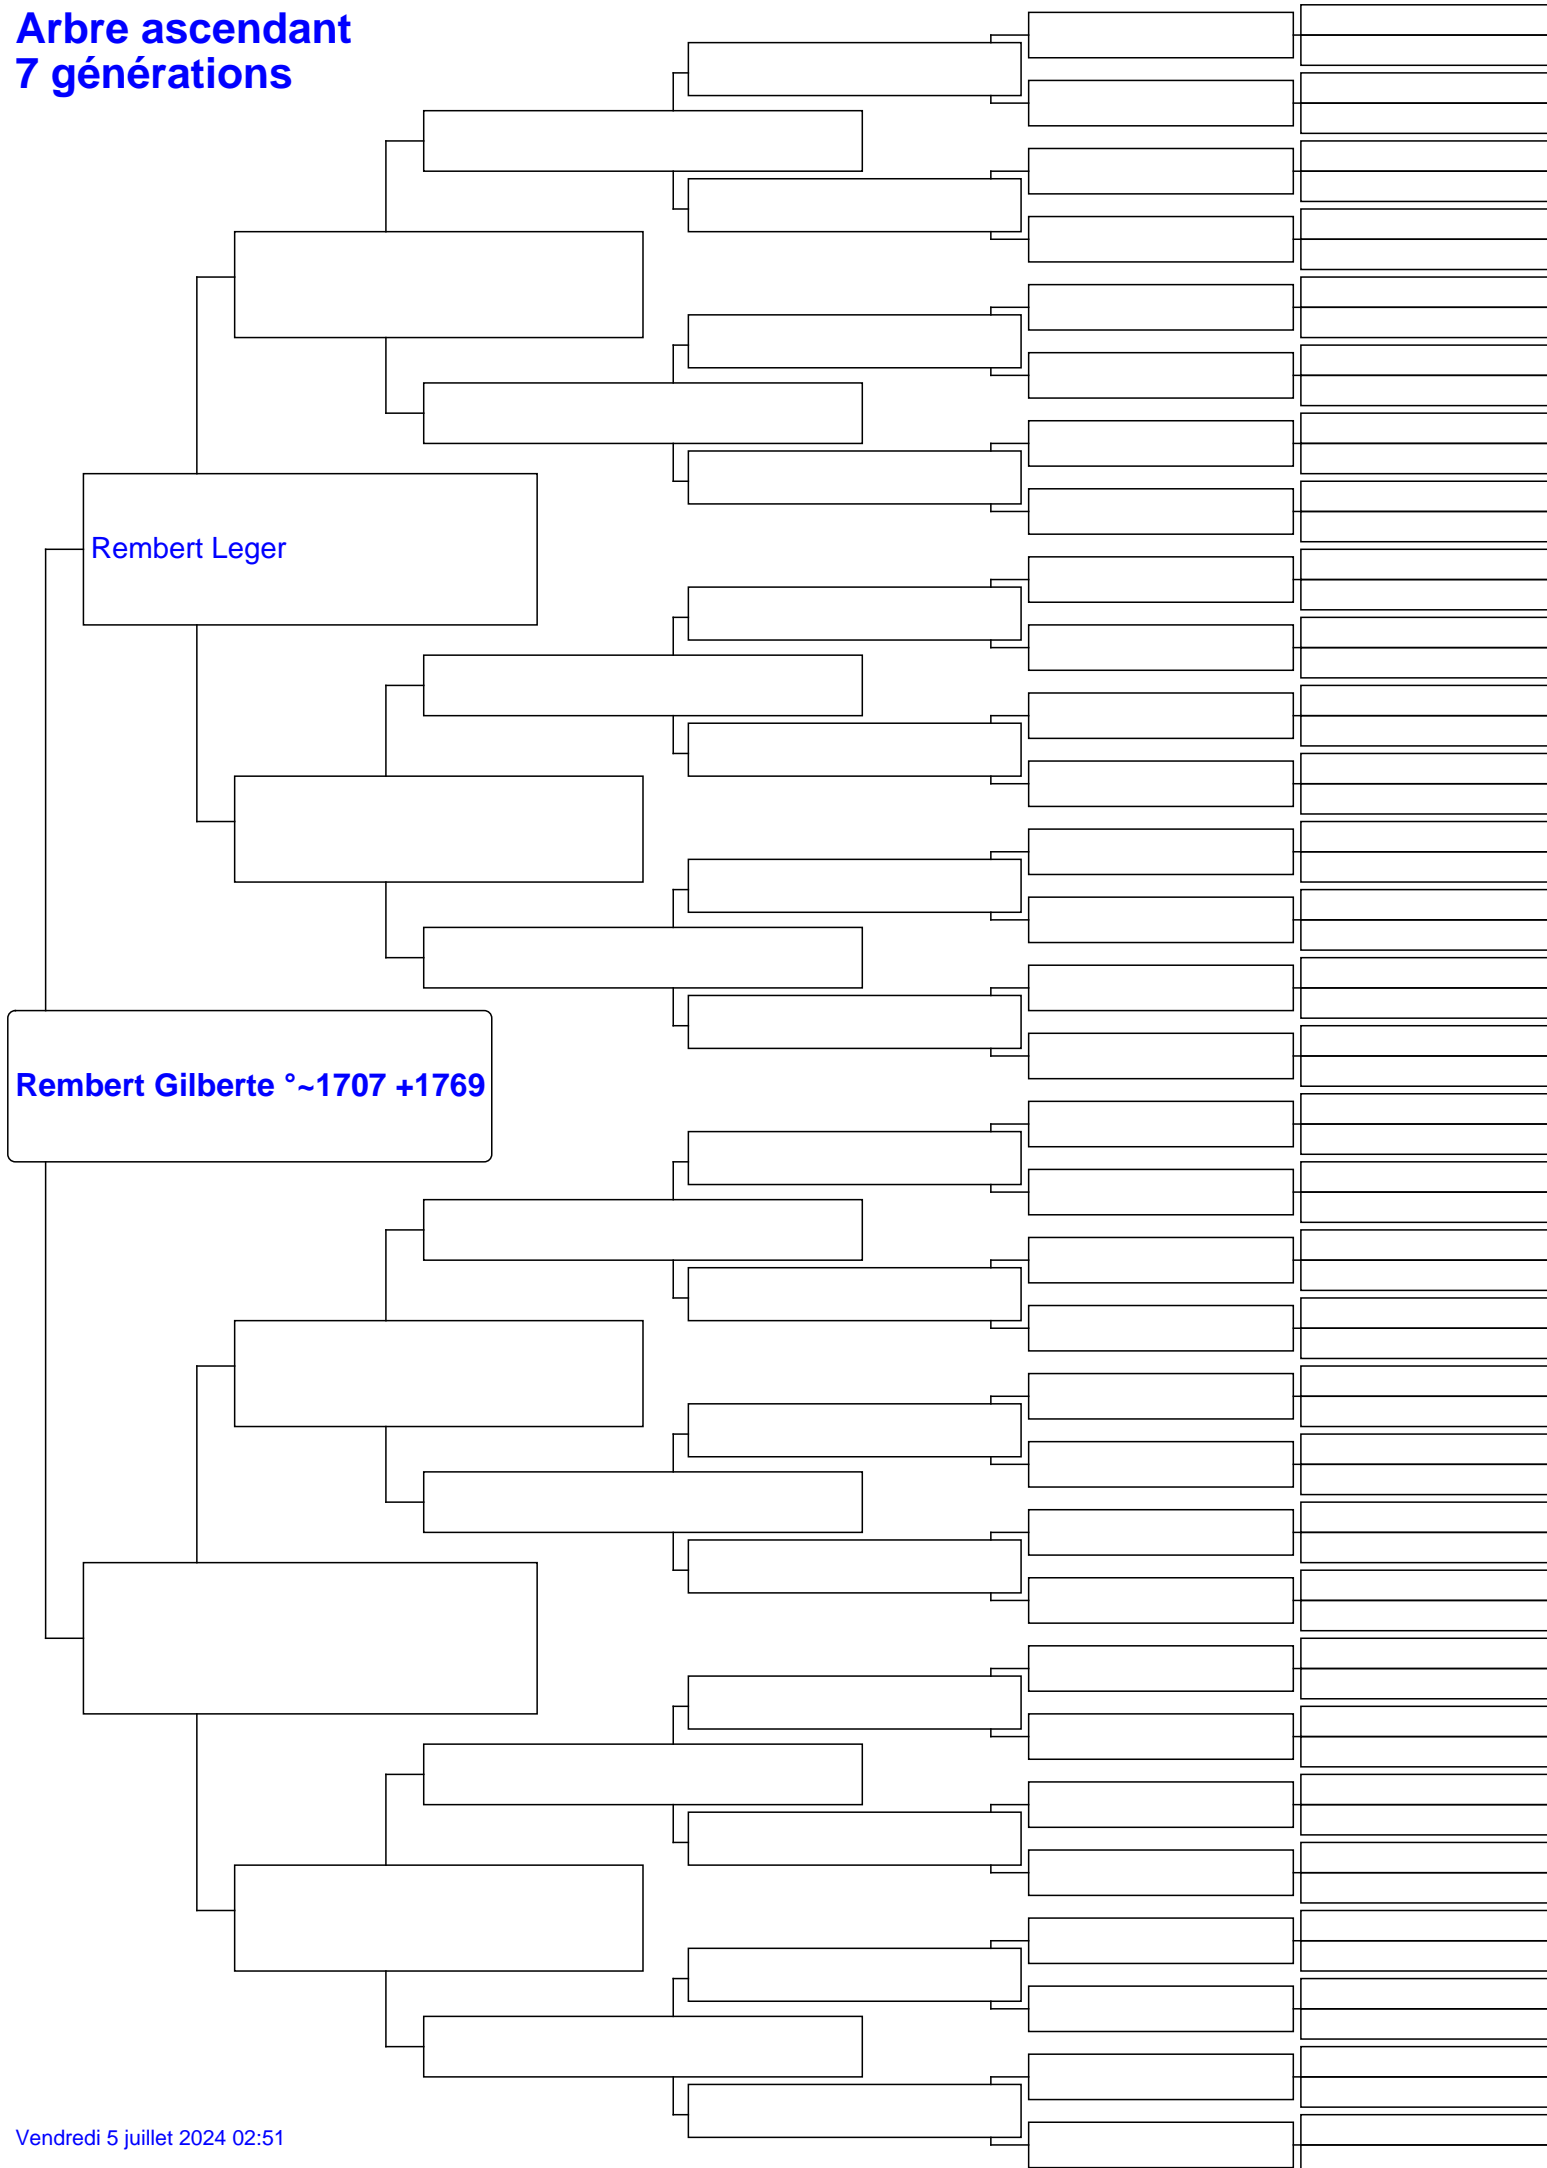 Arbre ascendant
7 générations
Rembert Leger
Rembert Gilberte °~1707 +1769
Vendredi 5 juillet 2024 02:51